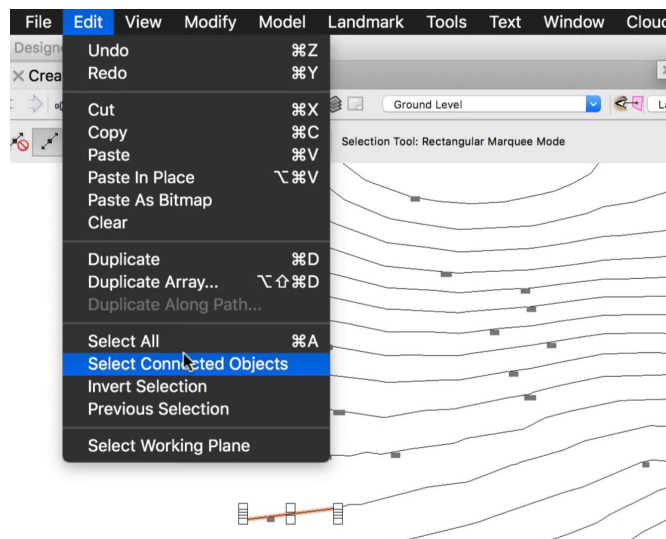 File Edit View Modify Model Landmark Tools Text Window Cloud
Undo ⌘Z
Redo ⌘Y
Crea
Cut ⌘X
Ground Level
Copy ⌘C
Selection Tool: Rectangular Marquee Mode
Paste ⌘V
Paste In Place ⌥⌘V
Paste As Bitmap
Clear
Duplicate ⌘D
Duplicate Array... ⌥⇧⌘D
Duplicate Along Path...
Select All ⌘A
Select Connected Objects
Invert Selection
Previous Selection
Select Working Plane